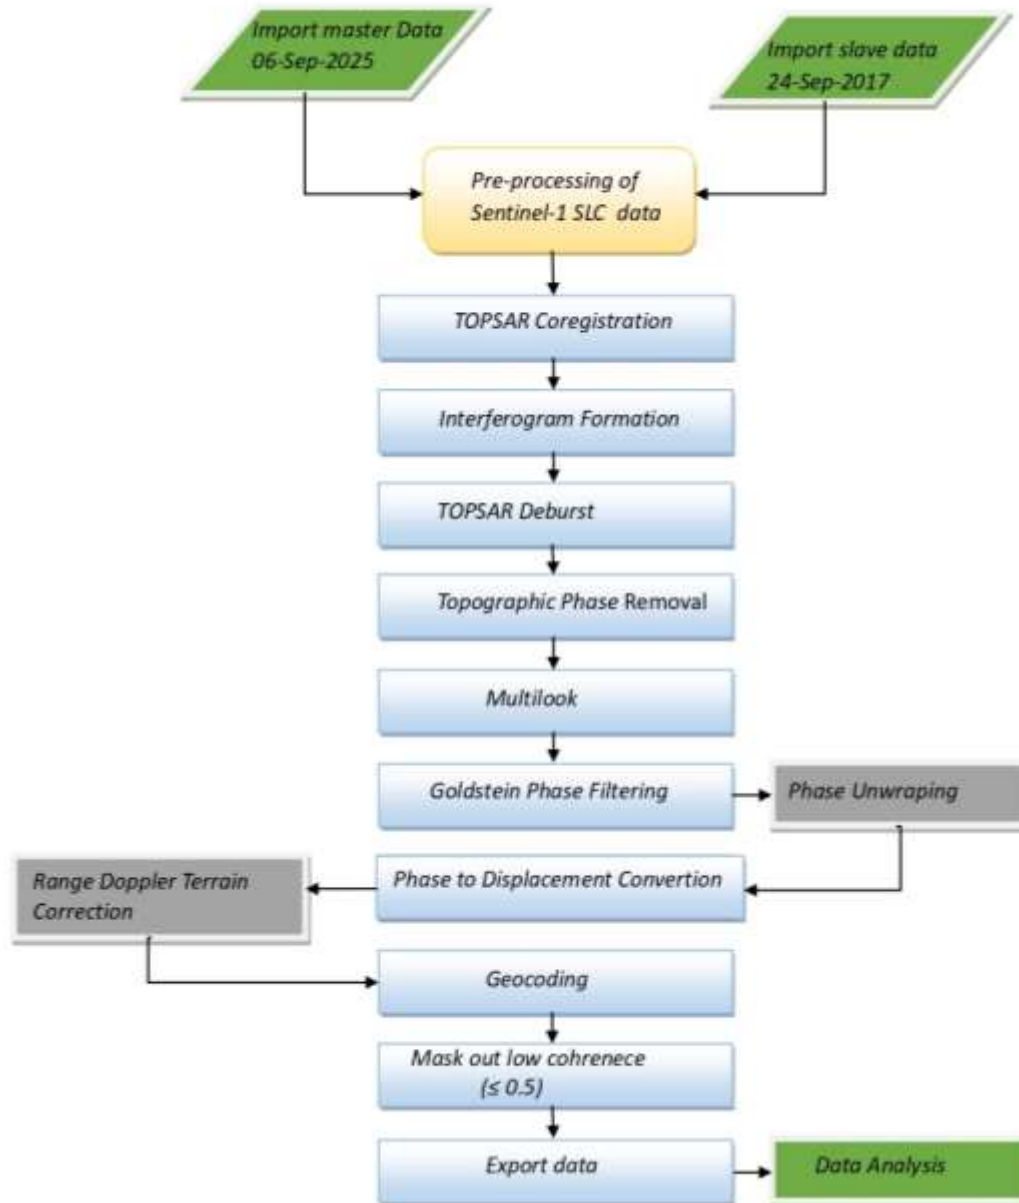 Import master Data
06-Sep-2025
Import slave data
24-Sep-2017
Pre-processing of
Sentinel-1 SLC data
TOPSAR Coregistration
Interferogram Formation
TOPSAR Deburst
Topographic Phase Removal
Multilook
Goldstein Phase Filtering
Phase Unwraping
Phase to Displacement Convertion
Range Doppler Terrain
Correction
Geocoding
Mask out low cohrenece
(≤ 0.5)
Export data
Data Analysis